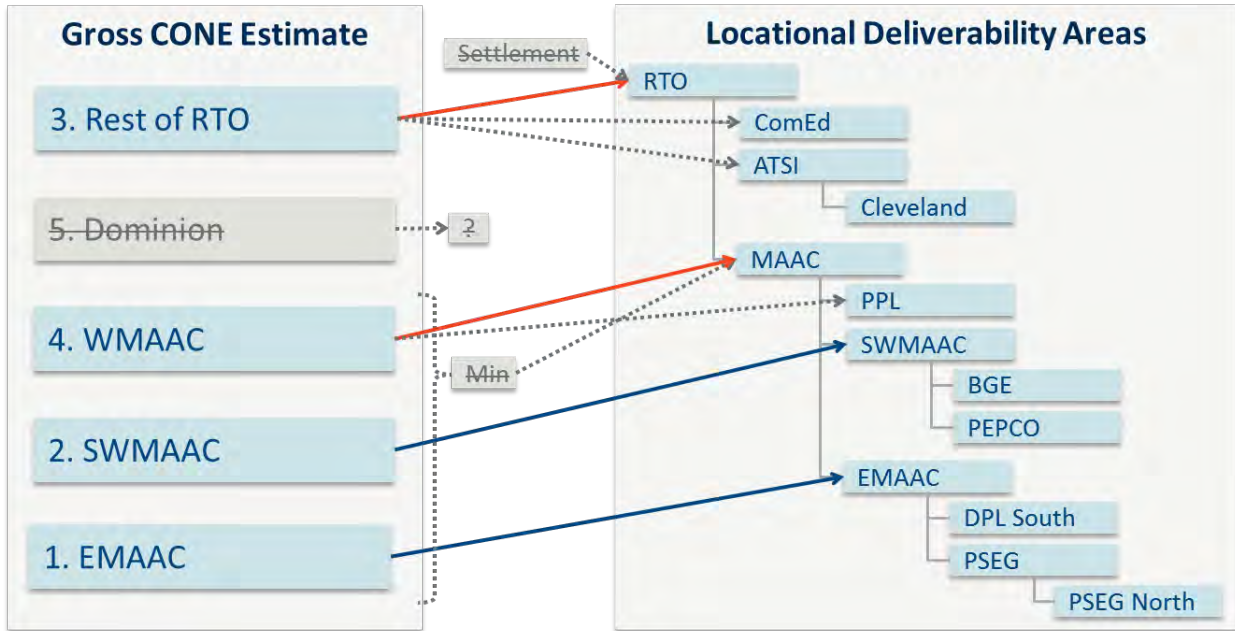 Gross CONE Estimate
3. Rest of RTO
5. Dominion
4. WMAAC
2. SWMAAC
1. EMAAC
Settlement
?
Min
Locational Deliverability Areas
RTO
ComEd
ATSI
Cleveland
MAAC
PPL
SWMAAC
BGE
PEPCO
EMAAC
DPL South
PSEG
PSEG North